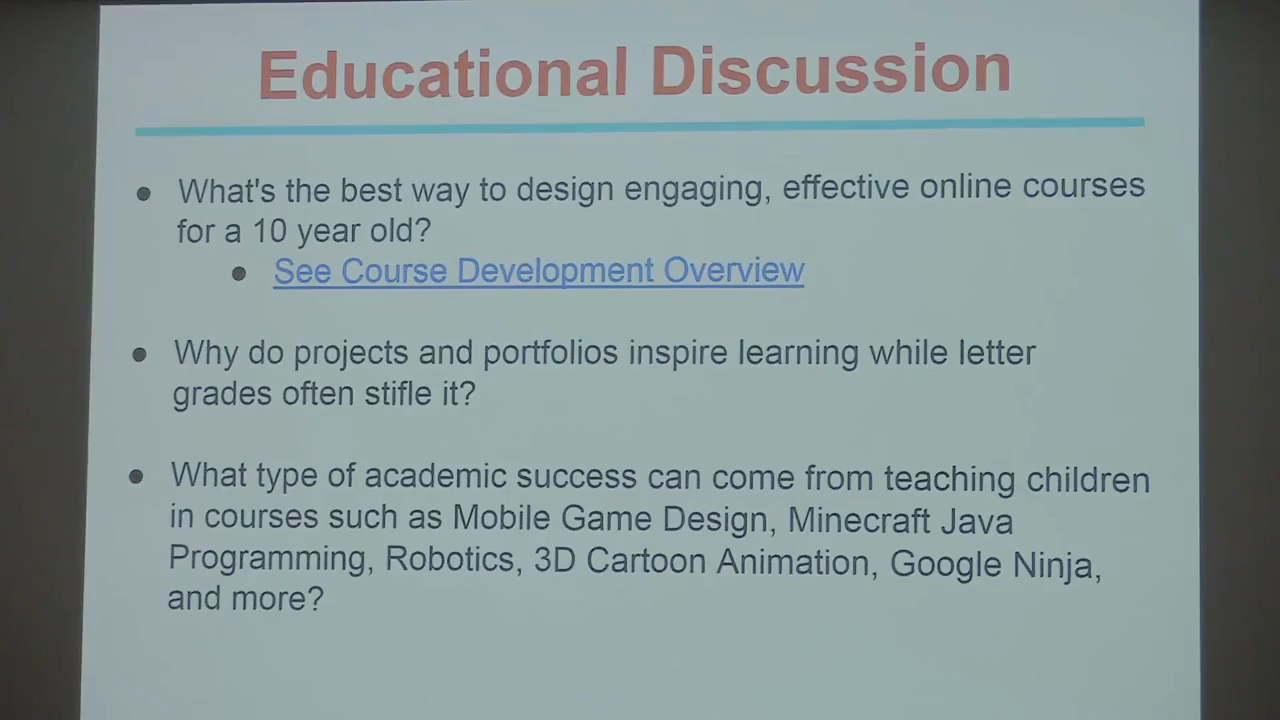 Educational Discussion
● What's the best way to design engaging, effective online courses
for a 10 year old?
● See Course Development Overview
● Why do projects and portfolios inspire learning while letter
grades often stifle it?
● What type of academic success can come from teaching children
in courses such as Mobile Game Design, Minecraft Java
Programming, Robotics, 3D Cartoon Animation, Google Ninja,
and more?